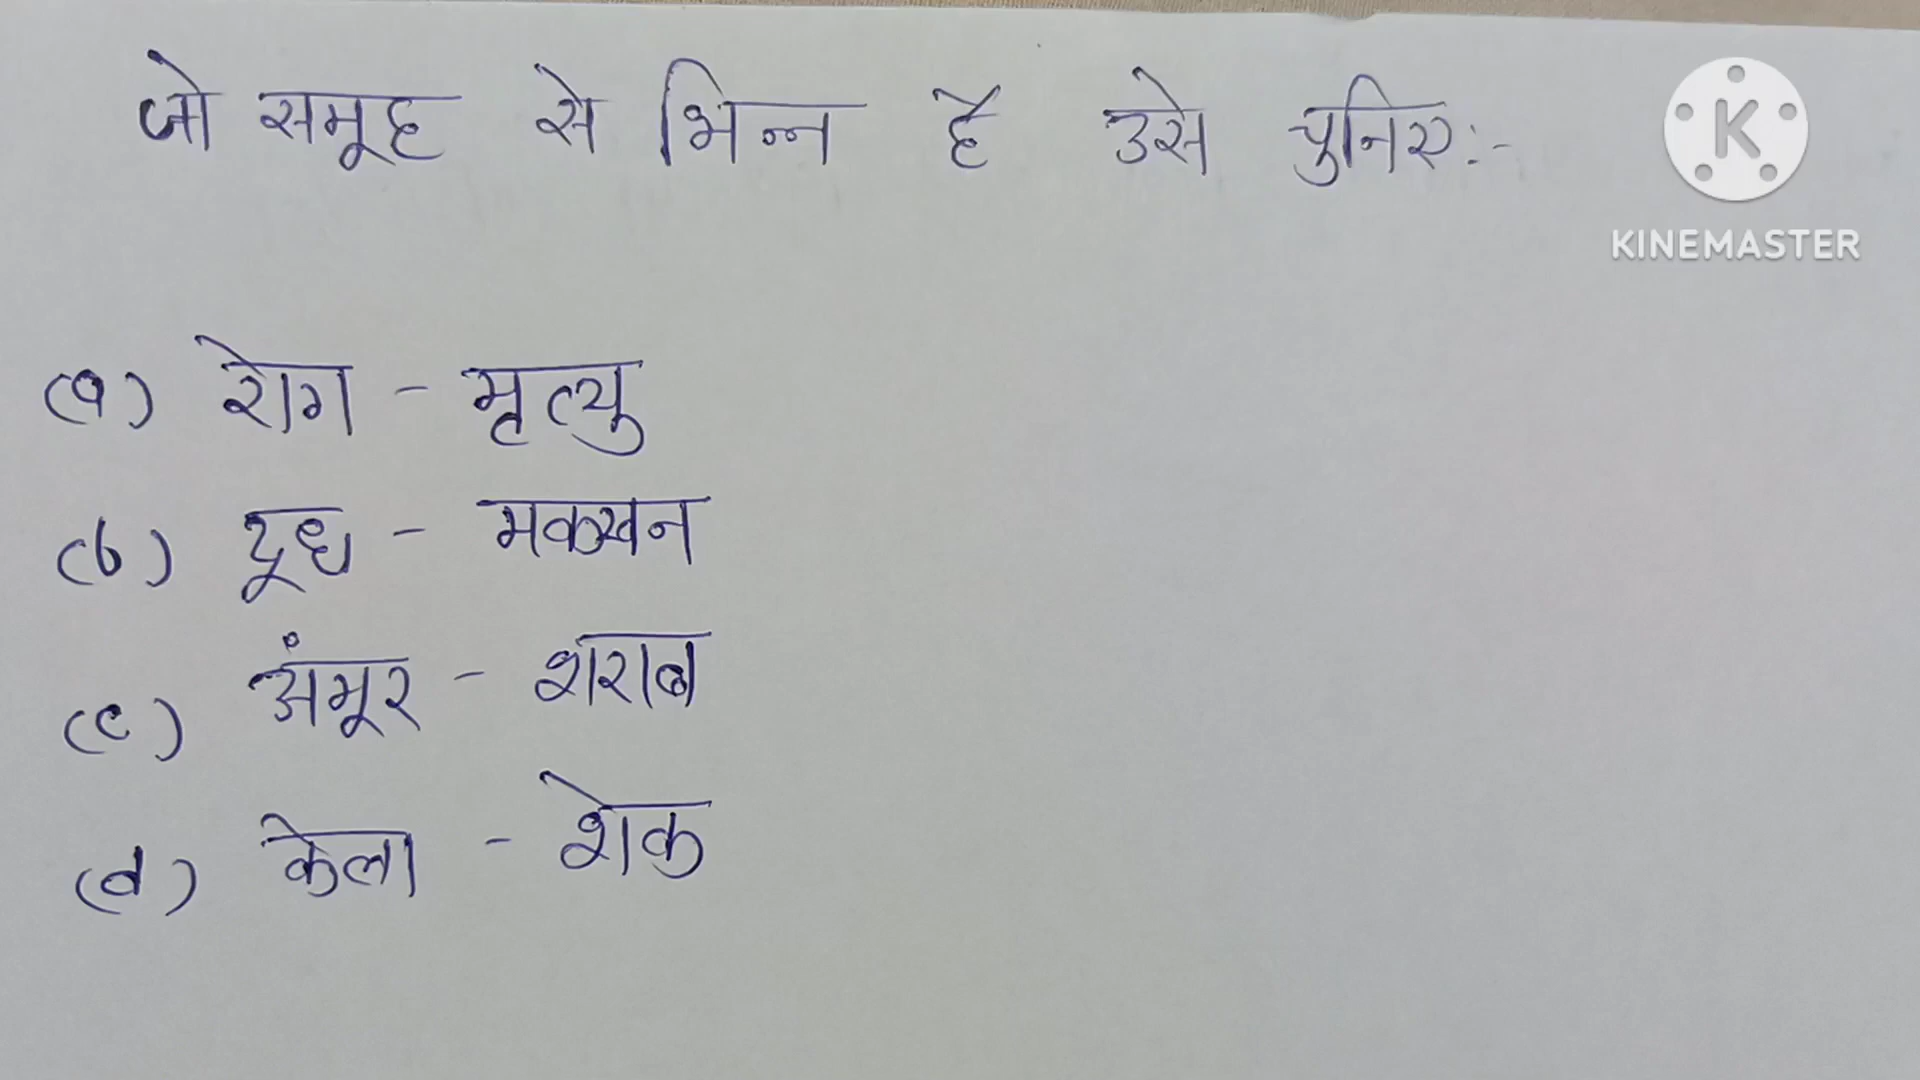 जो समूह से भिन्न है उसे चुनिए:-
KINEMASTER
(a) रोग - मृत्यु
(b) दूध - मक्खन
(c) अंगूर - शराब
(d) केला - शेक